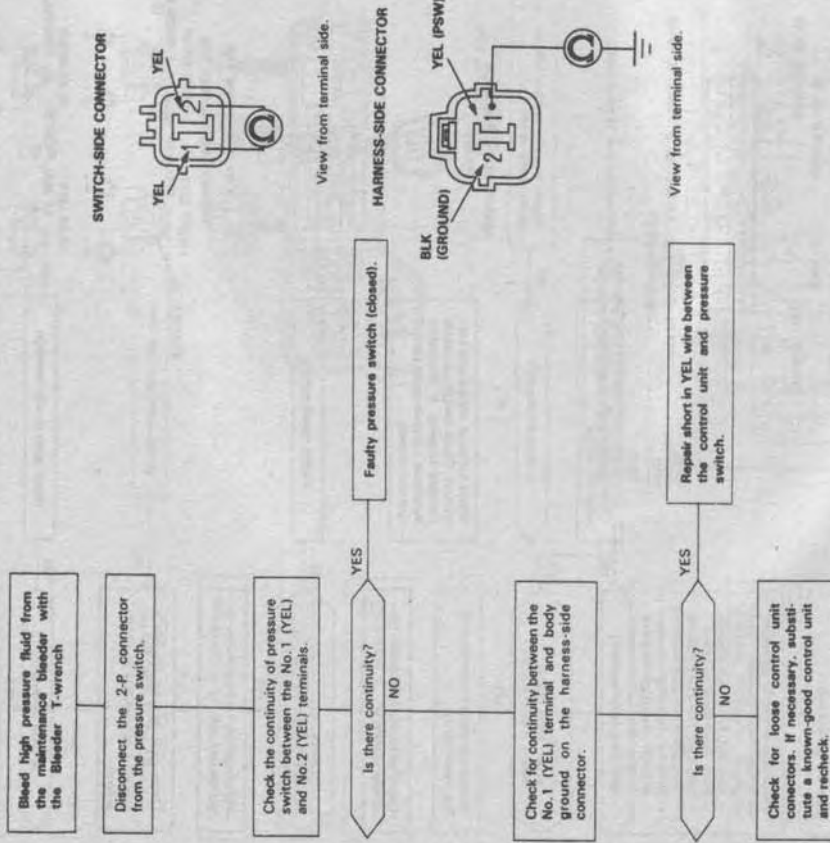 Bleed high pressure fluid from
the maintenance bleeder with
the Bleeder T-wrench
Disconnect the 2-P connector
from the pressure switch.
Check the continuity of pressure
switch between the No.1 (YEL)
and No.2 (YEL) terminals.
Is there continuity?
YES
Faulty pressure switch (closed).
NO
Check for continuity between the
No.1 (YEL) terminal and body
ground on the harness-side
connector.
Is there continuity?
YES
Repair short in YEL wire between
the control unit and pressure
switch.
NO
Check for loose control unit
conectors. If necessary, substi-
tute a known-good control unit
and recheck.
SWITCH-SIDE CONNECTOR
YEL
YEL
1
2
Ω
View from terminal side.
HARNESS-SIDE CONNECTOR
BLK
(GROUND)
YEL (PSW)
2
1
Ω
View from terminal side.